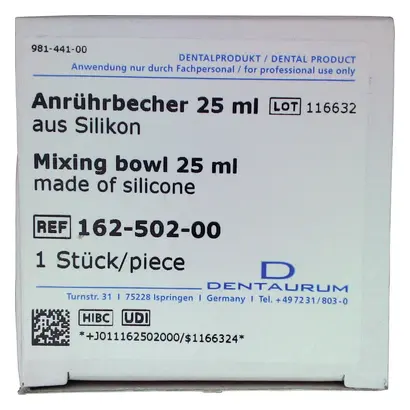 981-441-00
DENTALPRODUKT / DENTAL PRODUCT
Anwendung nur durch Fachpersonal / for professional use only
Anrührbecher 25 ml LOT 116632
aus Silikon
Mixing bowl 25 ml
made of silicone
REF 162-502-00
1 Stück/piece
D
DENTAURUM
Turnstr. 31 I 75228 Ispringen I Germany I Tel. +49 72 31/803-0
HIBC UDI
*+J011162502000/$1166324*